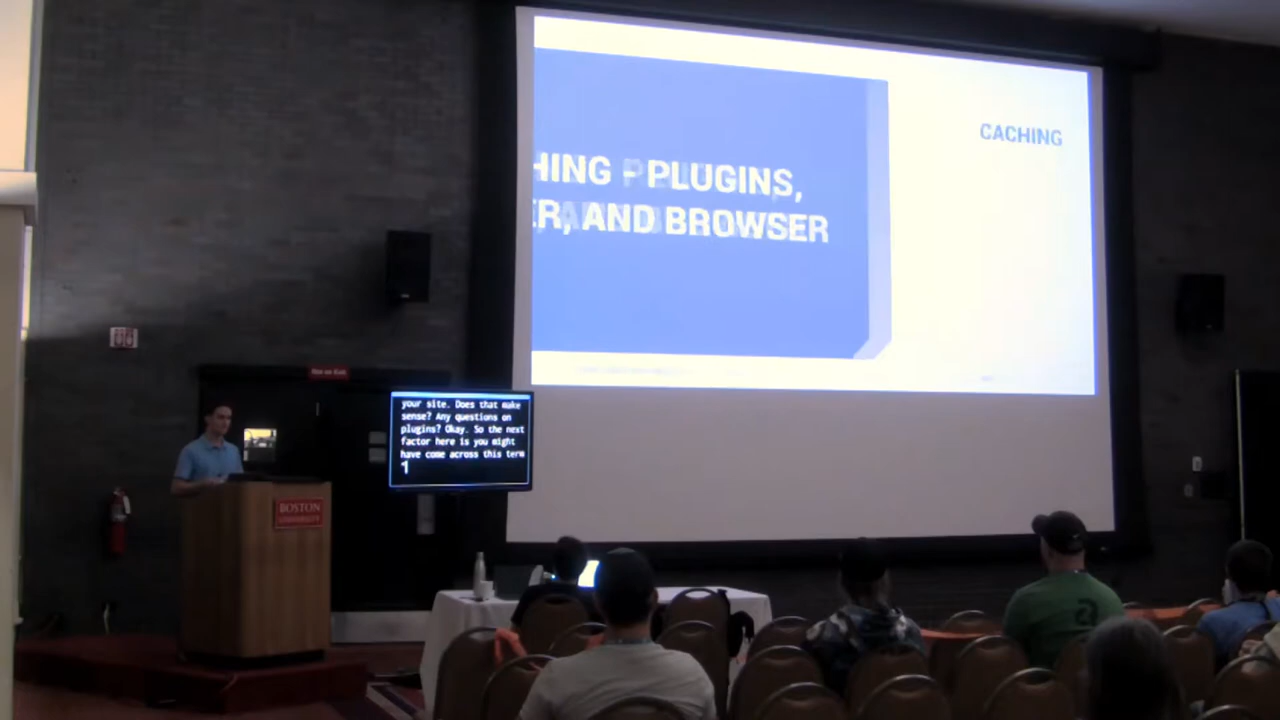 HING - PLUGINS,
ER, AND BROWSER
CACHING
your site. Does that make
sense? Any questions on
plugins? Okay. So the next
factor here is you might
have come across this term
BOSTON
UNIVERSITY